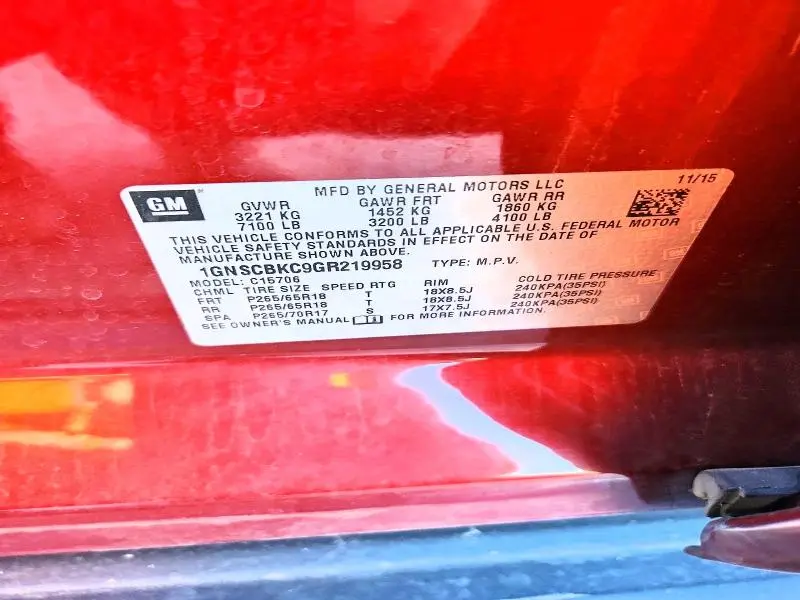 GM
MFD BY GENERAL MOTORS LLC 11/15
GVWR GAWR FRT GAWR RR
3221 KG 1452 KG 1860 KG
7100 LB 3200 LB 4100 LB
THIS VEHICLE CONFORMS TO ALL APPLICABLE U.S. FEDERAL MOTOR
VEHICLE SAFETY STANDARDS IN EFFECT ON THE DATE OF
MANUFACTURE SHOWN ABOVE.
1GNSCBKC9GR219958 TYPE: M.P.V.
MODEL: C15706
CHML TIRE SIZE SPEED RTG RIM COLD TIRE PRESSURE
FRT P265/65R18 T 18X8.5J 240KPA(35PSI)
RR P265/65R18 T 18X8.5J 240KPA(35PSI)
SPA P265/70R17 S 17X7.5J 240KPA(35PSI)
SEE OWNER'S MANUAL FOR MORE INFORMATION.